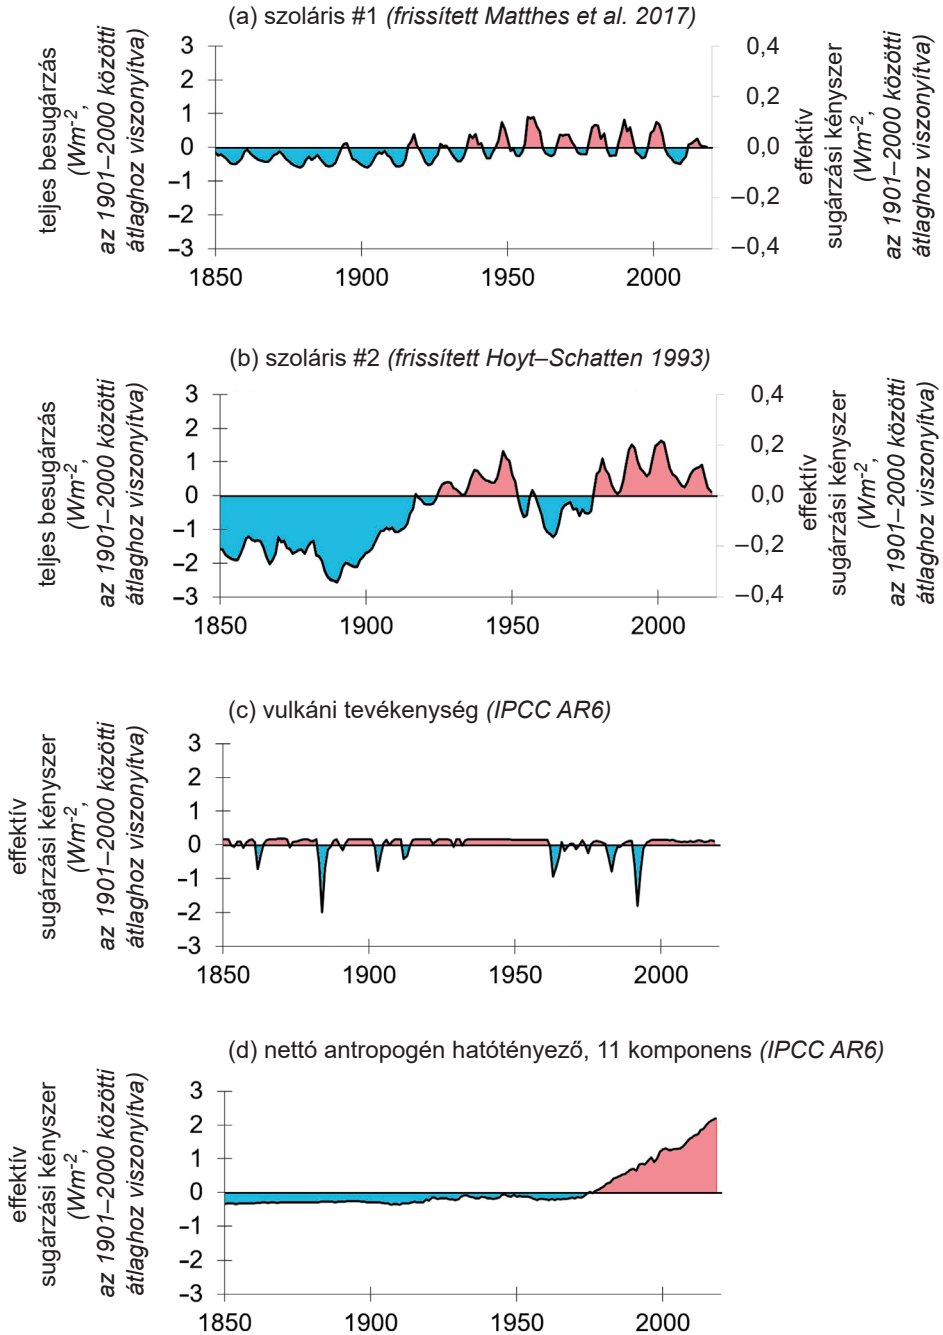 (a) szoláris #1 (frissített Matthes et al. 2017)
teljes besugárzás
(Wm-2,
az 1901–2000 közötti
átlaghoz viszonyítva)
3
2
1
0
−1
−2
−3
0,4
0,2
0,0
–0,2
–0,4
effektív
sugárzási kényszer
(Wm-2,
az 1901–2000 közötti
átlaghoz viszonyítva)
1850 1900 1950 2000
(b) szoláris #2 (frissített Hoyt–Schatten 1993)
teljes besugárzás
(Wm-2,
az 1901–2000 közötti
átlaghoz viszonyítva)
3
2
1
0
−1
−2
−3
0,4
0,2
0,0
–0,2
–0,4
effektív
sugárzási kényszer
(Wm-2,
az 1901–2000 közötti
átlaghoz viszonyítva)
1850 1900 1950 2000
(c) vulkáni tevékenység (IPCC AR6)
effektív
sugárzási kényszer
(Wm-2,
az 1901–2000 közötti
átlaghoz viszonyítva)
3
2
1
0
−1
−2
−3
1850 1900 1950 2000
(d) nettó antropogén hatótényező, 11 komponens (IPCC AR6)
effektív
sugárzási kényszer
(Wm-2,
az 1901–2000 közötti
átlaghoz viszonyítva)
3
2
1
0
−1
−2
−3
1850 1900 1950 2000